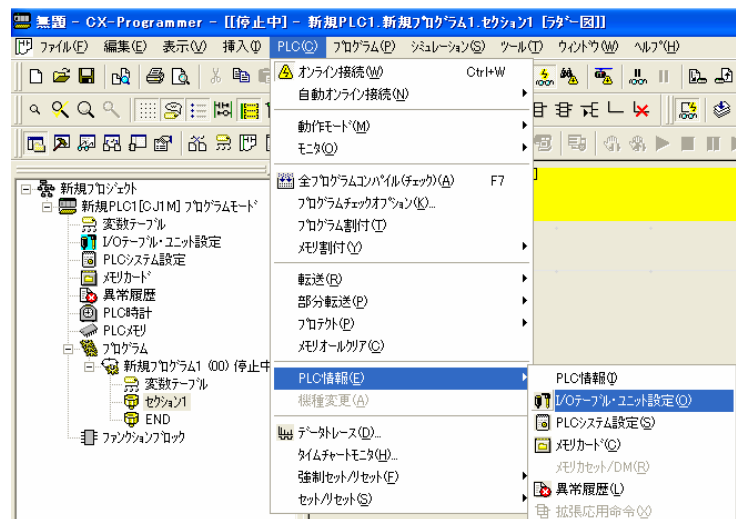 無題 - CX-Programmer - [[停止中] - 新規PLC1.新規プログラム1.セクション1 [ラダー図]]
ファイル(F) 編集(E) 表示(V) 挿入(I) PLC(C) プログラム(P) シミュレーション(S) ツール(T) ウィンドウ(W) ヘルプ(H)
オンライン接続(W) Ctrl+W
自動オンライン接続(N)
動作モード(M)
モニタ(O)
全プログラムコンパイル(チェック)(A) F7
プログラムチェックオプション(K)...
プログラム割付(T)
メモリ割付(Y)
転送(R)
部分転送(P)
プロテクト(P)
メモリオールクリア(C)
PLC情報(E)
機種変更(A)
データトレース(D)...
タイムチャートモニタ(H)...
強制セット/リセット(F)
セット/リセット(S)
PLC情報(I)
I/Oテーブル・ユニット設定(O)
PLCシステム設定(S)
メモリカード(C)
メモリカセット/DM(R)
異常履歴(L)
拡張応用命令(X)
新規プロジェクト
新規PLC1[CJ1M] プログラムモード
変数テーブル
I/Oテーブル・ユニット設定
PLCシステム設定
メモリカード
異常履歴
PLC時計
PLCメモリ
プログラム
新規プログラム1 (00) 停止中
変数テーブル
セクション1
END
ファンクションブロック